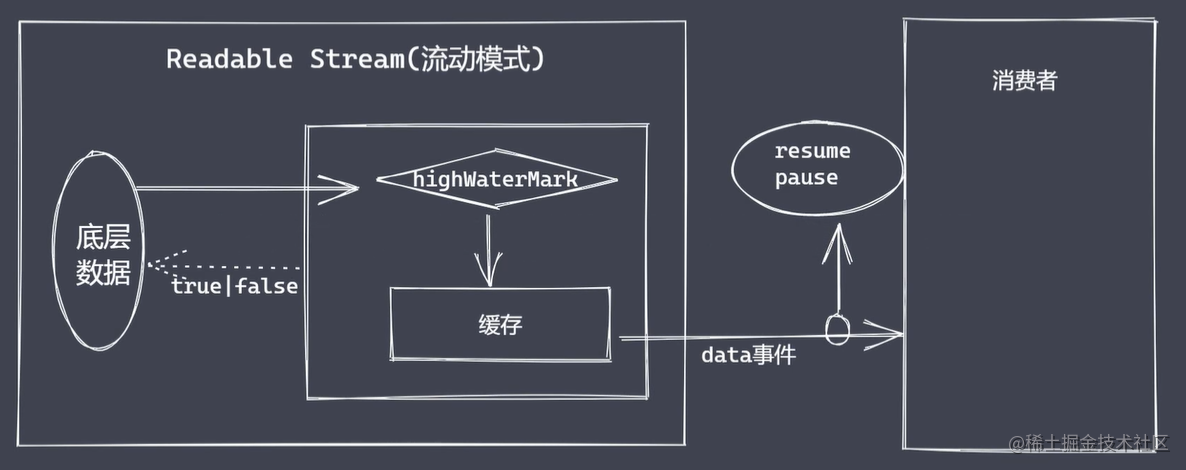 Readable Stream(流动模式)
消费者
highWaterMark
resume
pause
底层
数据
true|false
缓存
data事件
@稀土掘金技术社区